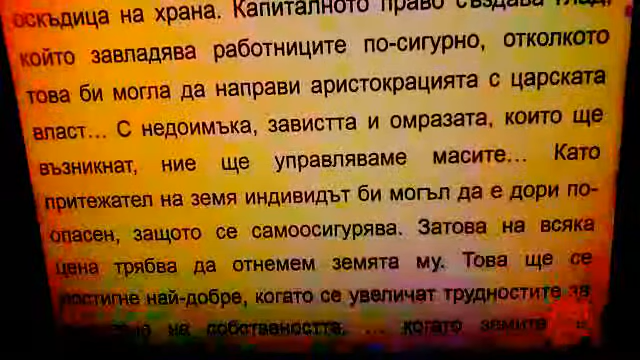 оскъдица на храна. Капиталното право създава глад,
който завладява работниците по-сигурно, отколкото
това би могла да направи аристокрацията с царската
власт... С недоимъка, завистта и омразата, които ще
възникнат, ние ще управляваме масите... Като
притежател на земя индивидът би могъл да е дори по-
опасен, защото се самоосигурява. Затова на всяка
цена трябва да отнемем земята му. Това ще се
постигне най-добре, когато се увеличат трудностите за
на собствеността. ... когато земите